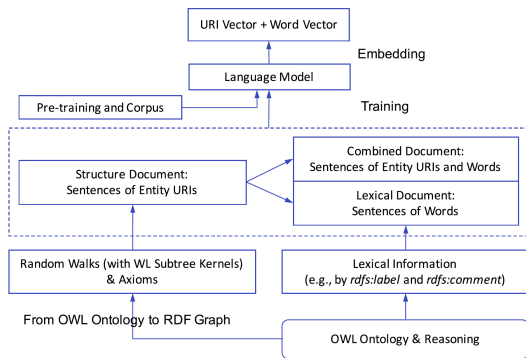 URI Vector + Word Vector
Embedding
Language Model
Pre-training and Corpus
Training
Structure Document:
Sentences of Entity URIs
Combined Document:
Sentences of Entity URIs and Words
Lexical Document:
Sentences of Words
Random Walks (with WL Subtree Kernels)
& Axioms
Lexical Information
(e.g., by rdfs:label and rdfs:comment)
From OWL Ontology to RDF Graph
OWL Ontology & Reasoning